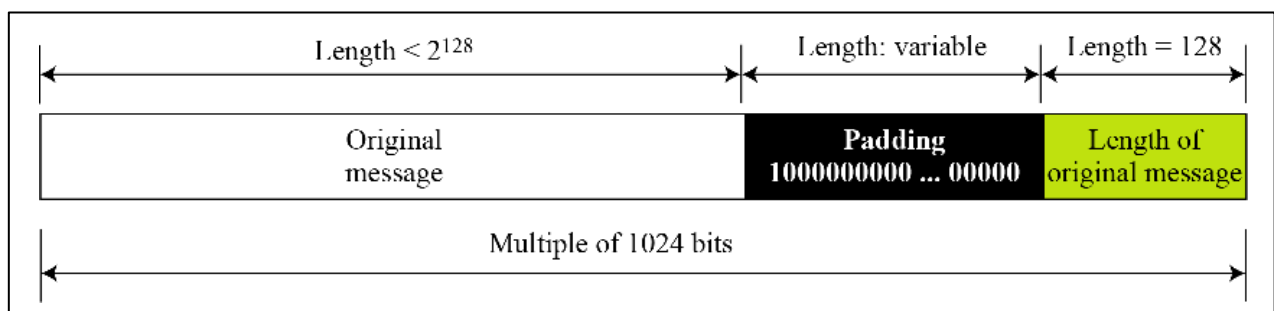 Length < 2¹²⁸
Length: variable
Length = 128
Original
message
Padding
1000000000 ... 00000
Length of
original message
Multiple of 1024 bits